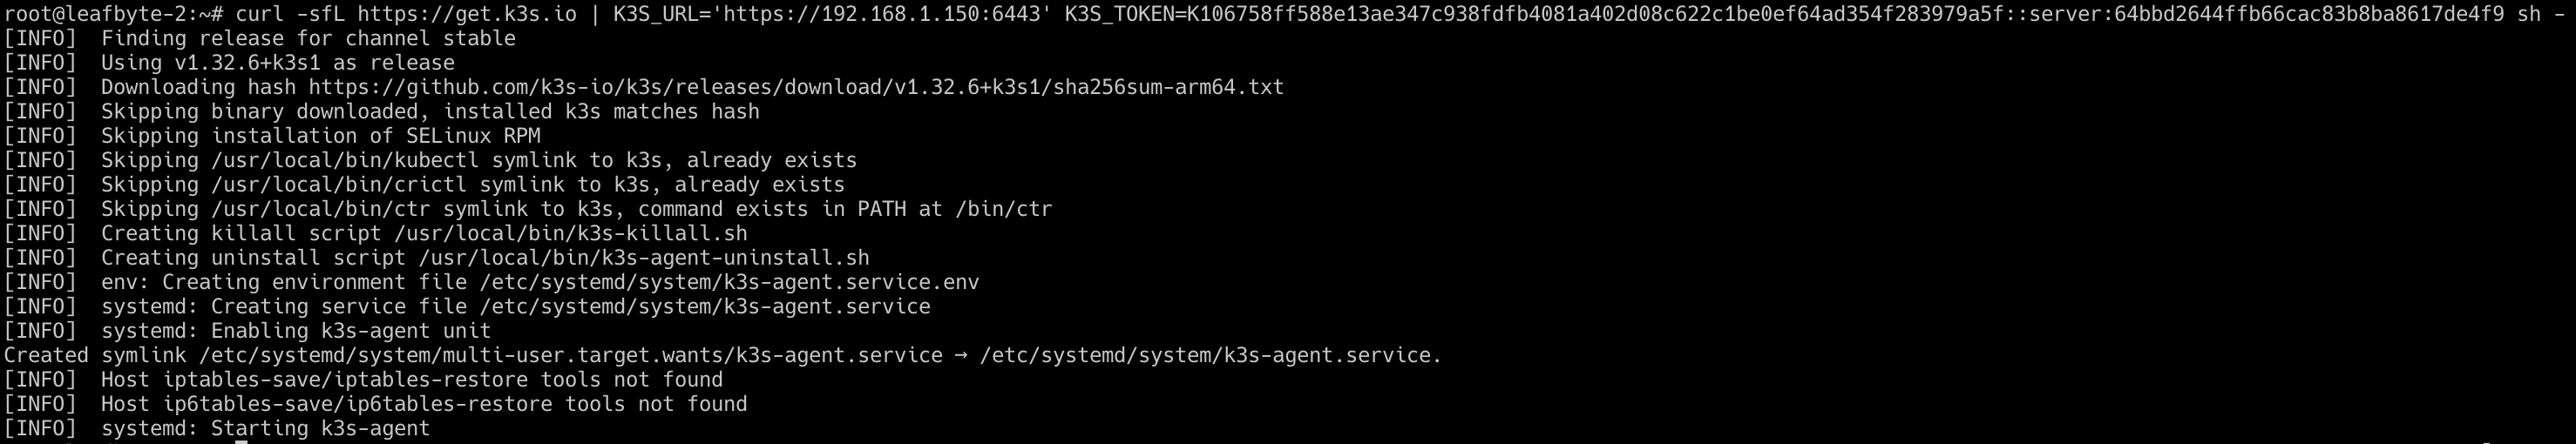 root@leafbyte-2:~# curl -sfL https://get.k3s.io | K3S_URL='https://192.168.1.150:6443' K3S_TOKEN=K106758ff588e13ae347c938fdfb4081a402d08c622c1be0ef64ad354f283979a5f::server:64bbd2644ffb66cac83b8ba8617de4f9 sh -
[INFO]  Finding release for channel stable
[INFO]  Using v1.32.6+k3s1 as release
[INFO]  Downloading hash https://github.com/k3s-io/k3s/releases/download/v1.32.6+k3s1/sha256sum-arm64.txt
[INFO]  Skipping binary downloaded, installed k3s matches hash
[INFO]  Skipping installation of SELinux RPM
[INFO]  Skipping /usr/local/bin/kubectl symlink to k3s, already exists
[INFO]  Skipping /usr/local/bin/crictl symlink to k3s, already exists
[INFO]  Skipping /usr/local/bin/ctr symlink to k3s, command exists in PATH at /bin/ctr
[INFO]  Creating killall script /usr/local/bin/k3s-killall.sh
[INFO]  Creating uninstall script /usr/local/bin/k3s-agent-uninstall.sh
[INFO]  env: Creating environment file /etc/systemd/system/k3s-agent.service.env
[INFO]  systemd: Creating service file /etc/systemd/system/k3s-agent.service
[INFO]  systemd: Enabling k3s-agent unit
Created symlink /etc/systemd/system/multi-user.target.wants/k3s-agent.service → /etc/systemd/system/k3s-agent.service.
[INFO]  Host iptables-save/iptables-restore tools not found
[INFO]  Host ip6tables-save/ip6tables-restore tools not found
[INFO]  systemd: Starting k3s-agent